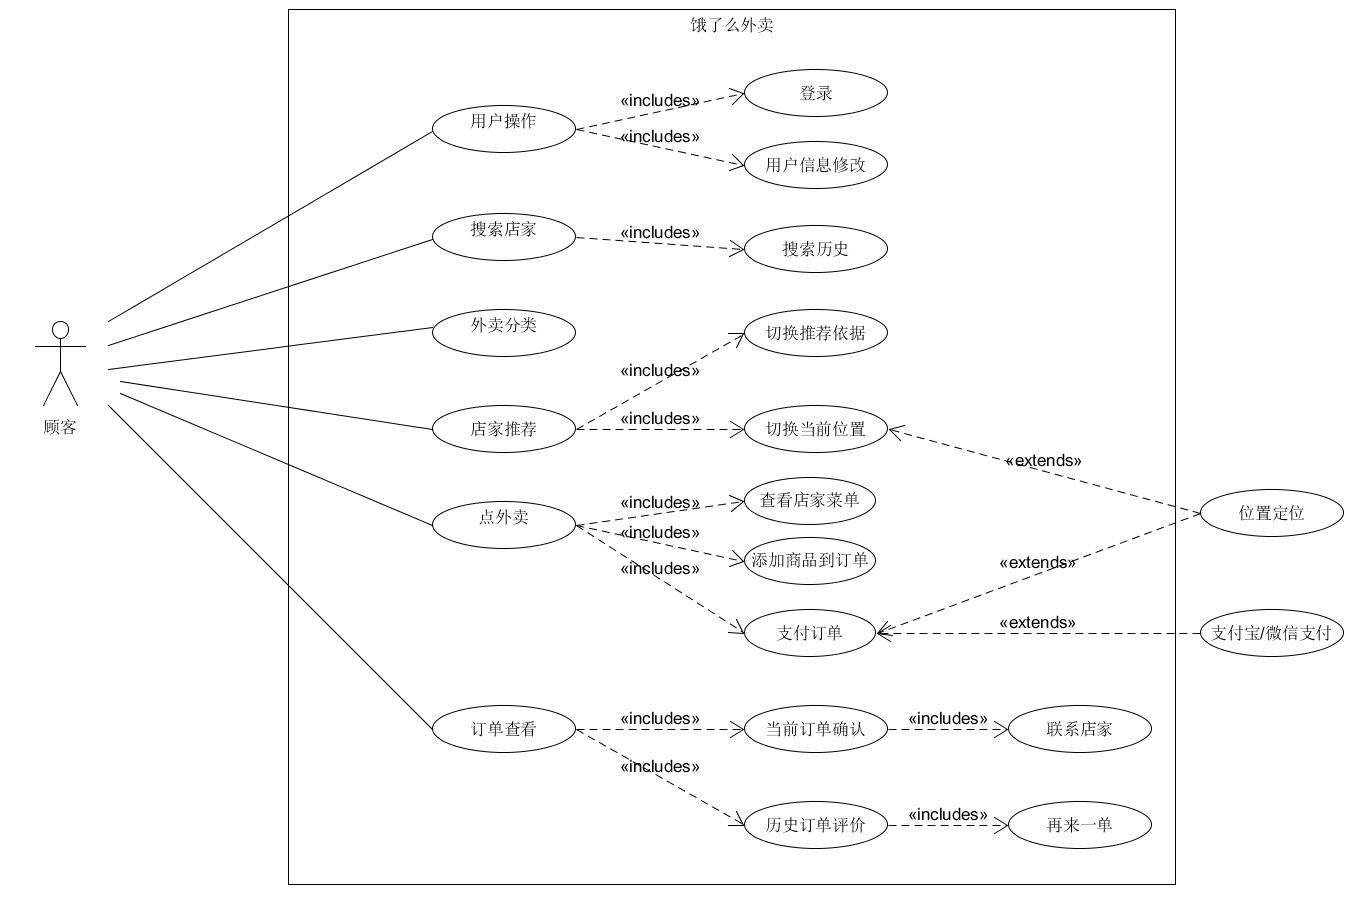 饿了么外卖
«includes»
登录
用户操作
«includes»
用户信息修改
搜索店家
«includes»
搜索历史
外卖分类
切换推荐依据
«includes»
店家推荐
«includes»
切换当前位置
顾客
«extends»
查看店家菜单
«includes»
点外卖
«includes»
位置定位
添加商品到订单
«includes»
«extends»
支付订单
«extends»
支付宝/微信支付
订单查看
«includes»
当前订单确认
«includes»
联系店家
«includes»
历史订单评价
«includes»
再来一单